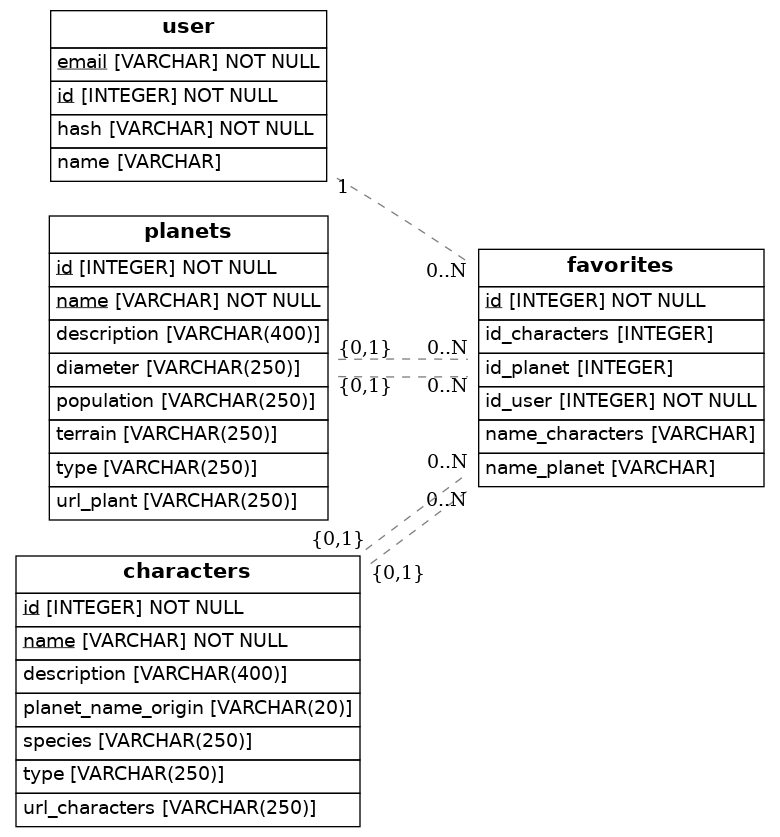 user
email [VARCHAR] NOT NULL
id [INTEGER] NOT NULL
hash [VARCHAR] NOT NULL
name [VARCHAR]
1
0..N
planets
id [INTEGER] NOT NULL
name [VARCHAR] NOT NULL
description [VARCHAR(400)]
diameter [VARCHAR(250)]
population [VARCHAR(250)]
terrain [VARCHAR(250)]
type [VARCHAR(250)]
url_plant [VARCHAR(250)]
{0,1}
0..N
{0,1}
0..N
favorites
id [INTEGER] NOT NULL
id_characters [INTEGER]
id_planet [INTEGER]
id_user [INTEGER] NOT NULL
name_characters [VARCHAR]
name_planet [VARCHAR]
0..N
0..N
{0,1}
{0,1}
characters
id [INTEGER] NOT NULL
name [VARCHAR] NOT NULL
description [VARCHAR(400)]
planet_name_origin [VARCHAR(20)]
species [VARCHAR(250)]
type [VARCHAR(250)]
url_characters [VARCHAR(250)]